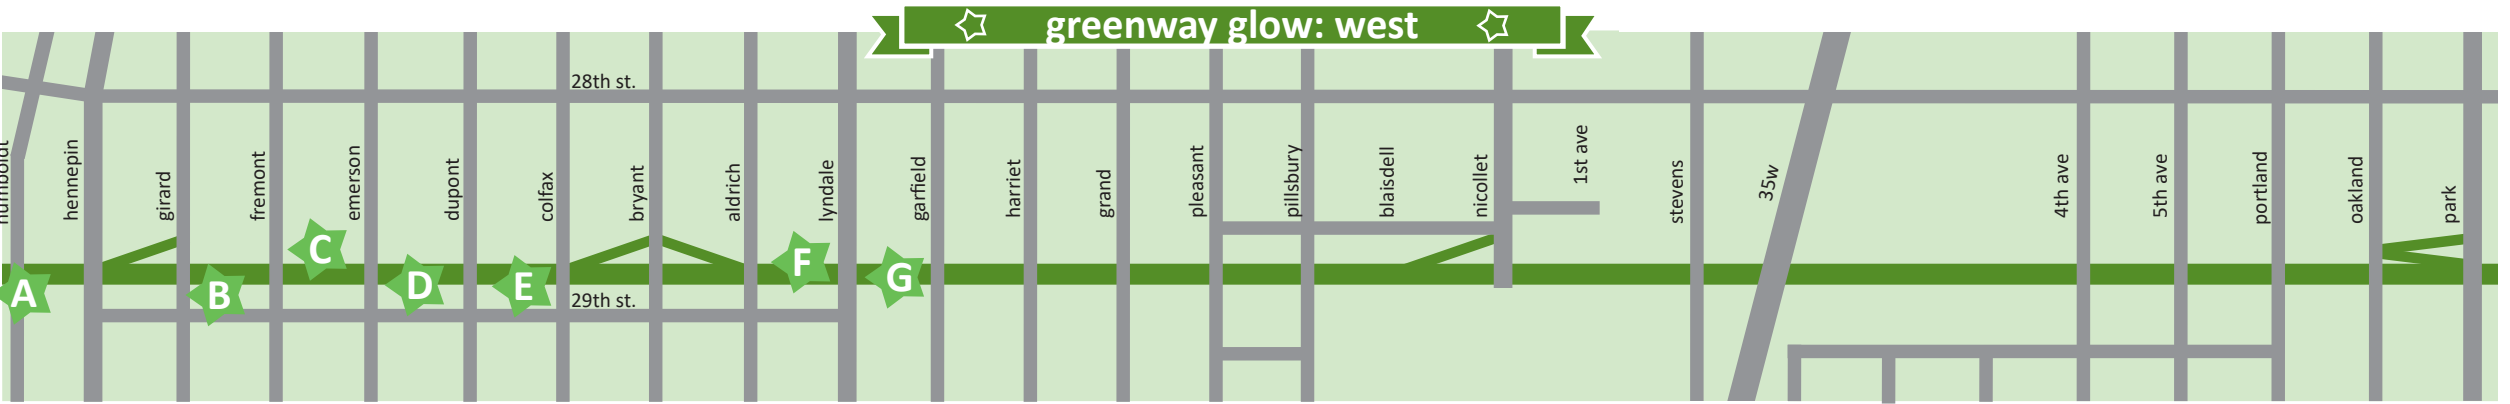 greenway glow: west
28th st.
humboldt
hennepin
girard
fremont
emerson
dupont
colfax
bryant
aldrich
lyndale
garfield
harriet
grand
pleasant
pillsbury
blaisdell
nicollet
1st ave
stevens
35w
4th ave
5th ave
portland
oakland
park
A
B
C
D
E
F
G
29th st.